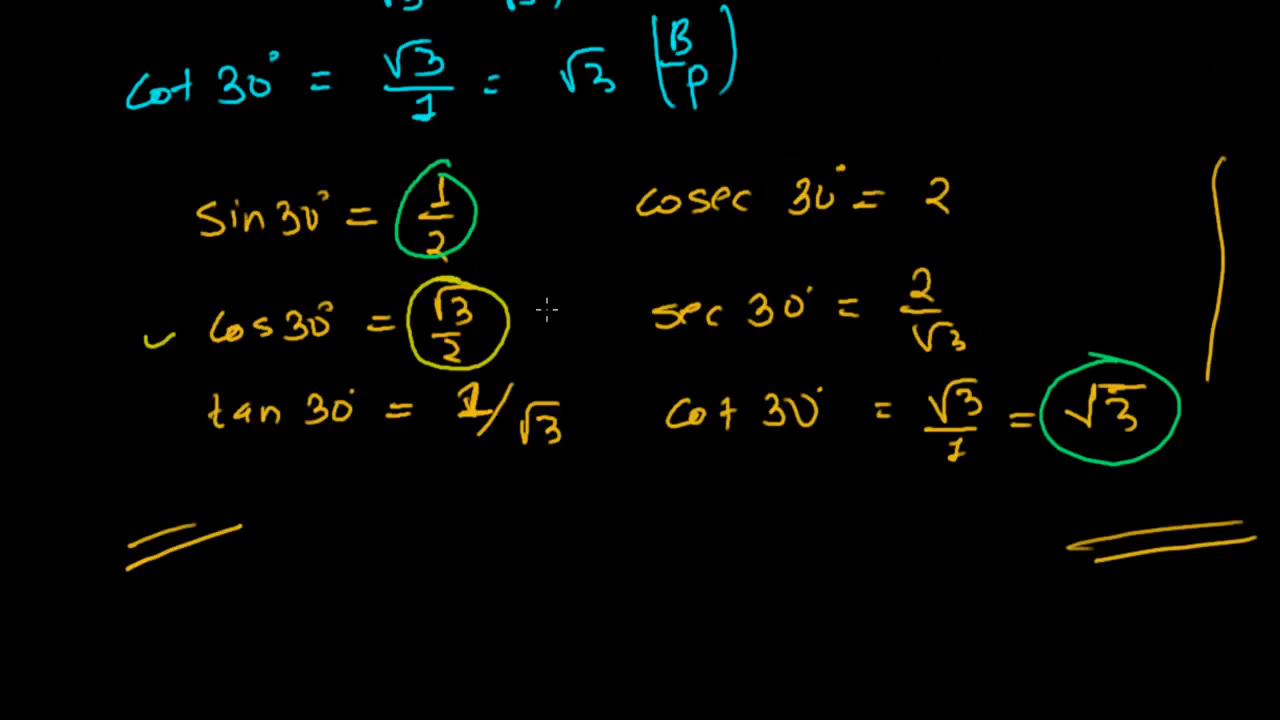 cot 30° = √3/1 = √3 (B/P)
sin 30° = 1/2 cosec 30° = 2
cos 30° = √3/2 sec 30° = 2/√3
tan 30° = 1/√3 cot 30° = √3/1 = √3